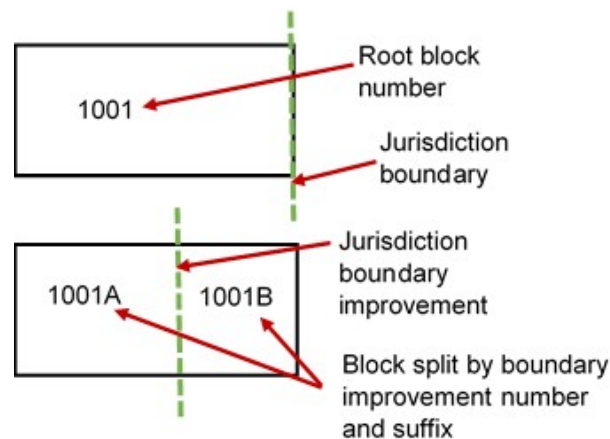 Root block
number
1001
Jurisdiction
boundary
Jurisdiction
boundary
improvement
1001A
1001B
Block split by boundary
improvement number
and suffix